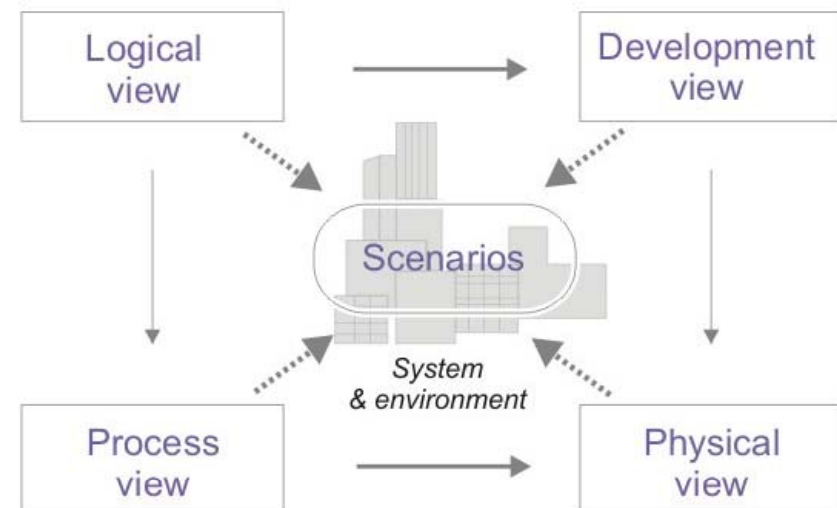 Logical
view
Development
view
Scenarios
System
& environment
Process
view
Physical
view